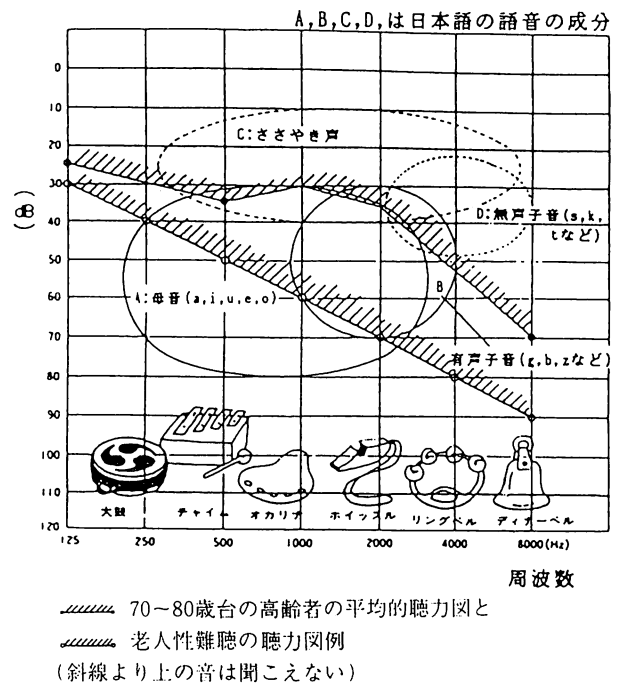 A,B,C,D,は日本語の語音の成分
0
10
20
30
40
50
60
70
80
90
100
110
120
(dB)
C:ささやき声
D:無声子音(s,k,
tなど)
A:母音(a,i,u,e,o)
B
有声子音(g,b,zなど)
大鼓
チャイム
オカリナ
ホイッスル
リングベル
ディナーベル
125
250
500
1000
2000
4000
8000(Hz)
周波数
70〜80歳台の高齢者の平均的聴力図と
老人性難聴の聴力図例
(斜線より上の音は聞こえない)